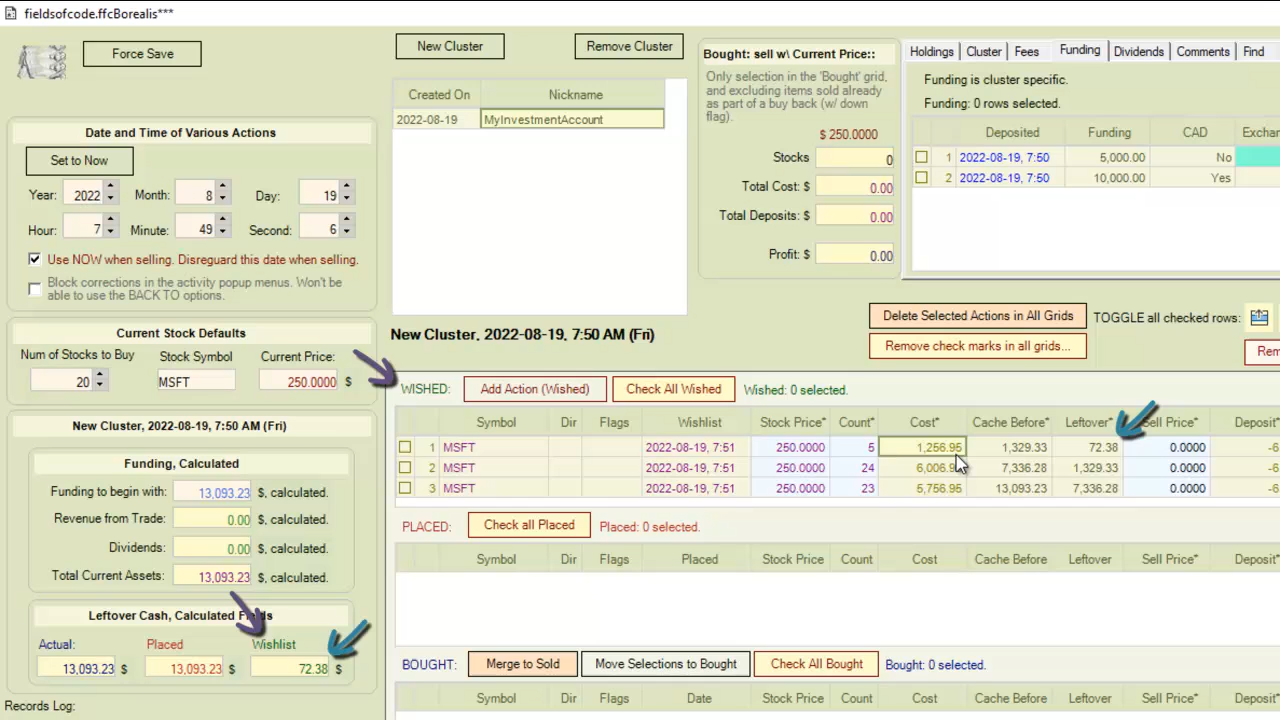 fieldsofcode.ffcBorealis***
Force Save
New Cluster
Remove Cluster
Created On Nickname
2022-08-19 MyInvestmentAccount
Bought: sell w\ Current Price::
Only selection in the 'Bought' grid,
and excluding items sold already
as part of a buy back (w/ down
flag).
$ 250.0000
Stocks 0
Total Cost: $ 0.00
Total Deposits: $ 0.00
Profit: $ 0.00
Holdings Cluster Fees Funding Dividends Comments Find
Funding is cluster specific.
Funding: 0 rows selected.
Deposited Funding CAD Exchan
1 2022-08-19, 7:50 5,000.00 No
2 2022-08-19, 7:50 10,000.00 Yes
Date and Time of Various Actions
Set to Now
Year: 2022 Month: 8 Day: 19
Hour: 7 Minute: 49 Second: 6
Use NOW when selling. Disreguard this date when selling.
Block corrections in the activity popup menus. Won't be
able to use the BACK TO options.
Current Stock Defaults
Num of Stocks to Buy Stock Symbol Current Price:
20 MSFT 250.0000 $
New Cluster, 2022-08-19, 7:50 AM (Fri)
Funding, Calculated
Funding to begin with: 13,093.23 $, calculated.
Revenue from Trade: 0.00 $, calculated.
Dividends: 0.00 $, calculated.
Total Current Assets: 13,093.23 $, calculated.
Leftover Cash, Calculated Fields
Actual: Placed Wishlist
13,093.23 $ 13,093.23 $ 72.38 $
Records Log:
New Cluster, 2022-08-19, 7:50 AM (Fri)
Delete Selected Actions in All Grids
TOGGLE all checked rows:
Remove check marks in all grids...
Rem
WISHED: Add Action (Wished) Check All Wished Wished: 0 selected.
Symbol Dir Flags Wishlist Stock Price* Count* Cost* Cache Before* Leftover* Sell Price* Deposit*
1 MSFT 2022-08-19, 7:51 250.0000 5 1,256.95 1,329.33 72.38 0.0000 -6
2 MSFT 2022-08-19, 7:51 250.0000 24 6,006.9 7,336.28 1,329.33 0.0000 -6
3 MSFT 2022-08-19, 7:51 250.0000 23 5,756.95 13,093.23 7,336.28 0.0000 -6
PLACED: Check all Placed Placed: 0 selected.
Symbol Dir Flags Placed Stock Price Count Cost Cache Before Leftover Sell Price* Deposit*
BOUGHT: Merge to Sold Move Selections to Bought Check All Bought Bought: 0 selected.
Symbol Dir Flags Date Stock Price Count Cost Cache Before Leftover Sell Price* Deposit*